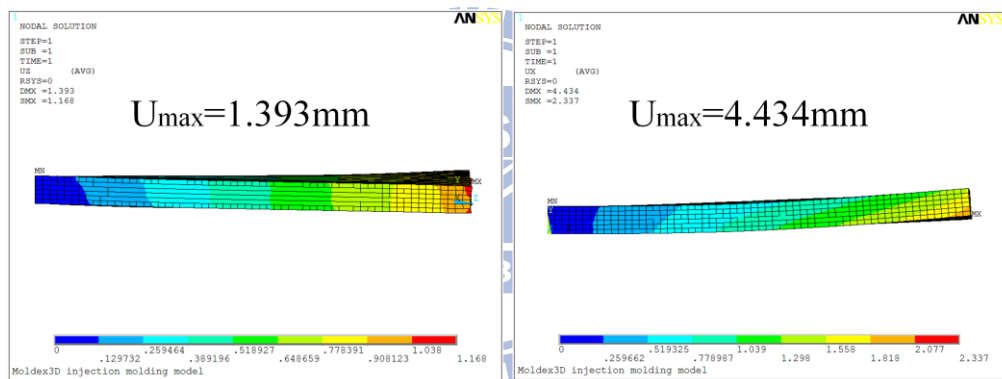 1
ANSYS
NODAL SOLUTION
STEP=1
SUB =1
TIME=1
UZ (AVG)
RSYS=0
DMX =1.393
SMX =1.168
Umax=1.393mm
MN
Y
MX
Z
0 .259464 .518927 .778391 1.038
.129732 .389196 .648659 .908123 1.168
Moldex3D injection molding model
1
ANSYS
NODAL SOLUTION
STEP=1
SUB =1
TIME=1
UX (AVG)
RSYS=0
DMX =4.434
SMX =2.337
Umax=4.434mm
MN
MX
0 .519325 1.039 1.558 2.077
.259662 .778987 1.298 1.818 2.337
Moldex3D injection molding model